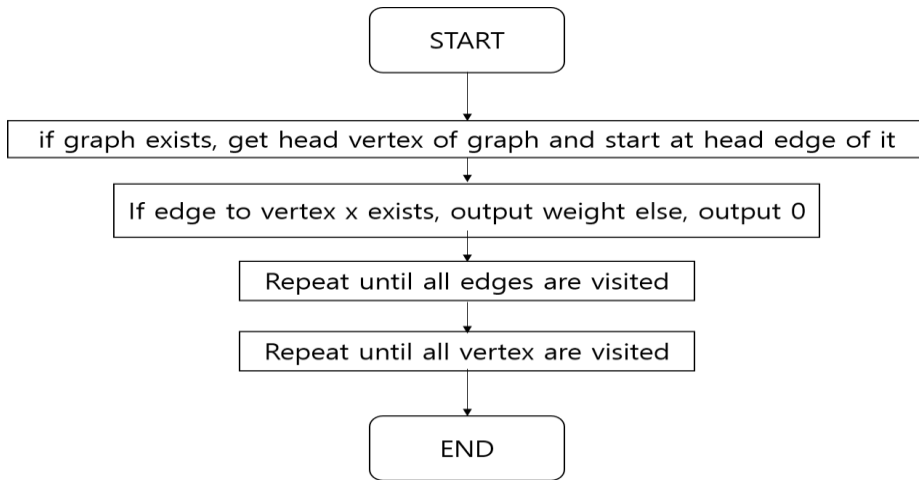 START
if graph exists, get head vertex of graph and start at head edge of it
If edge to vertex x exists, output weight else, output 0
Repeat until all edges are visited
Repeat until all vertex are visited
END